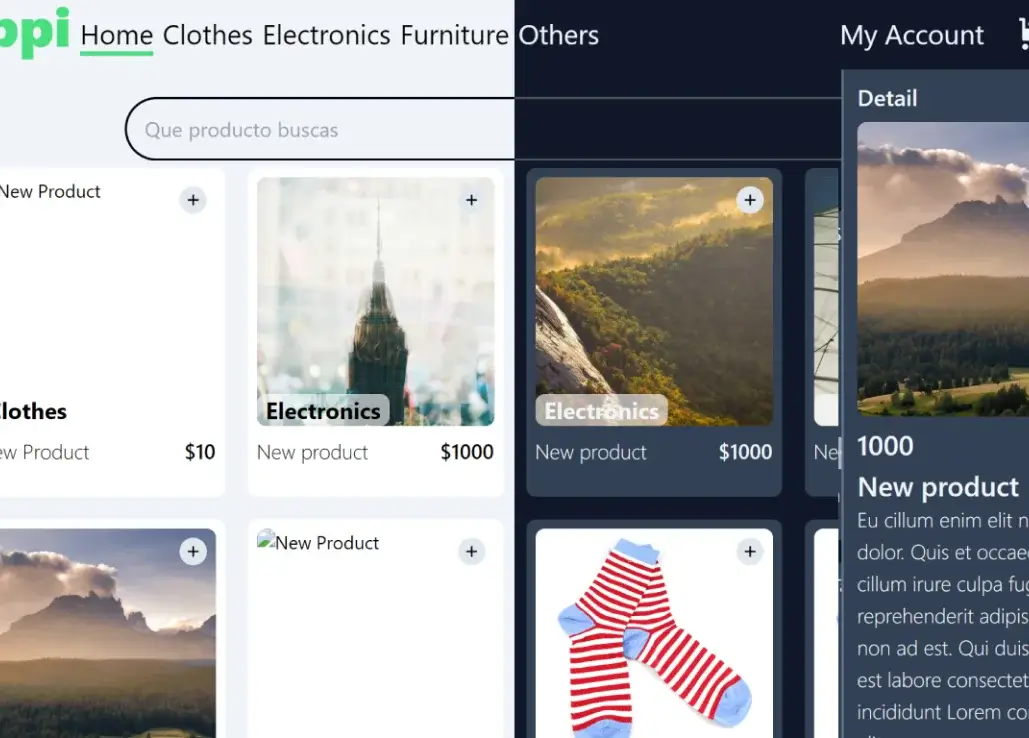 ppi Home Clothes Electronics Furniture Others My Account
Que producto buscas
Detail
New Product +
+
+
Clothes
Electronics
Electronics
New Product $10
New product $1000
New product $1000
Ne
1000
New product
Eu cillum enim elit n
dolor. Quis et occae
cillum irure culpa fug
reprehenderit adipis
non ad est. Qui duis
est labore consectet
incididunt Lorem co
+
New Product +
+